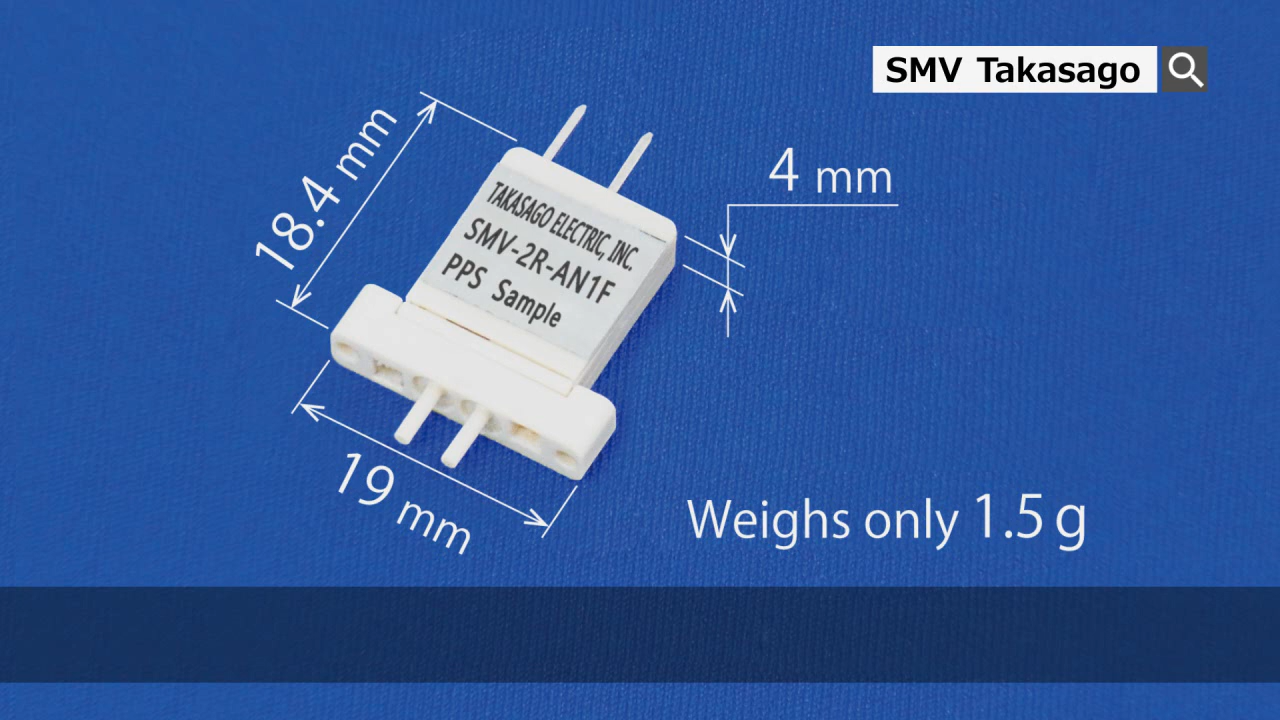 SMV Takasago
18.4 mm
4 mm
TAKASAGO ELECTRIC, INC.
SMV-2R-AN1F
PPS Sample
19 mm
Weighs only 1.5 g